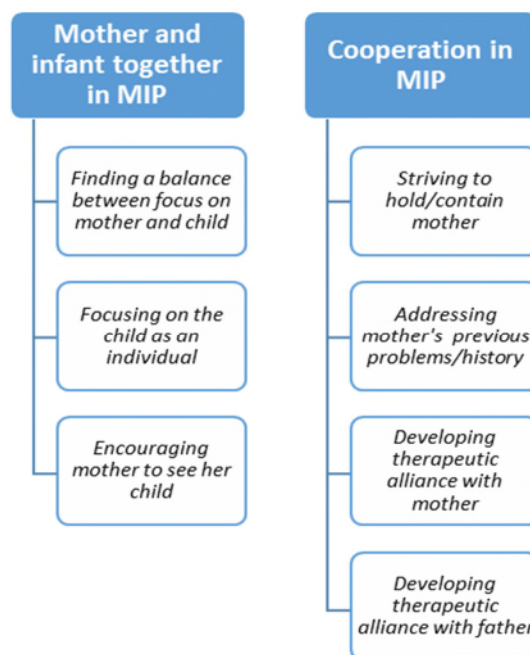 Mother and
infant together
in MIP
Finding a balance
between focus on
mother and child
Focusing on the
child as an
individual
Encouraging
mother to see her
child
Cooperation in
MIP
Striving to
hold/contain
mother
Addressing
mother's previous
problems/history
Developing
therapeutic
alliance with
mother
Developing
therapeutic
alliance with father